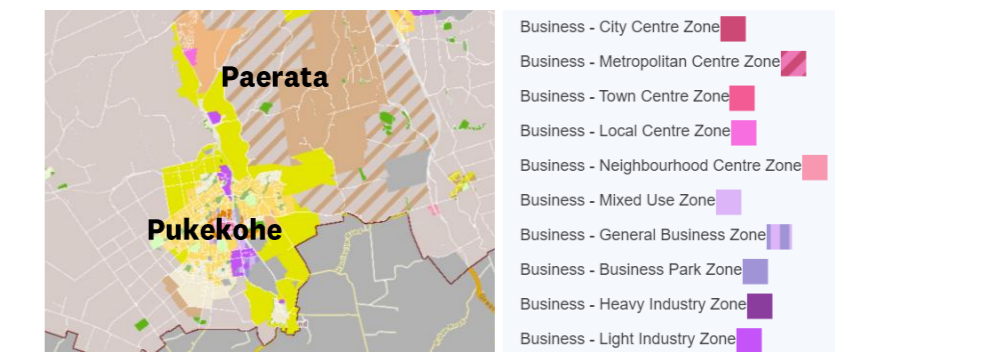 Paerata
Pukekohe
Business - City Centre Zone
Business - Metropolitan Centre Zone
Business - Town Centre Zone
Business - Local Centre Zone
Business - Neighbourhood Centre Zone
Business - Mixed Use Zone
Business - General Business Zone
Business - Business Park Zone
Business - Heavy Industry Zone
Business - Light Industry Zone